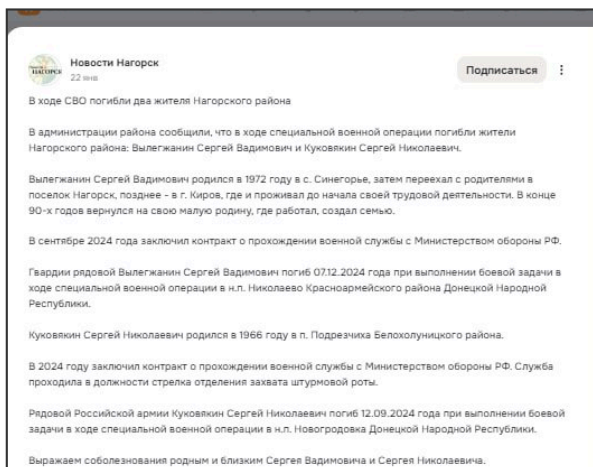 Новости Нагорск
НАГОРСК
22 янв
Подписаться
В ходе СВО погибли два жителя Нагорского района
В администрации района сообщили, что в ходе специальной военной операции погибли жители
Нагорского района: Вылегжанин Сергей Вадимович и Куковякин Сергей Николаевич.
Вылегжанин Сергей Вадимович родился в 1972 году в с. Синегорье, затем переехал с родителями в
поселок Нагорск, позднее – в г. Киров, где и проживал до начала своей трудовой деятельности. В конце
90-х годов вернулся на свою малую родину, где работал, создал семью.
В сентябре 2024 года заключил контракт о прохождении военной службы с Министерством обороны РФ.
Гвардии рядовой Вылегжанин Сергей Вадимович погиб 07.12.2024 года при выполнении боевой задачи в
ходе специальной военной операции в н.п. Николаево Красноармейского района Донецкой Народной
Республики.
Куковякин Сергей Николаевич родился в 1966 году в п. Подрезчиха Белохолуницкого района.
В 2024 году заключил контракт о прохождении военной службы с Министерством обороны РФ. Служба
проходила в должности стрелка отделения захвата штурмовой роты.
Рядовой Российской армии Куковякин Сергей Николаевич погиб 12.09.2024 года при выполнении боевой
задачи в ходе специальной военной операции в н.п. Новогродовка Донецкой Народной Республики.
Выражаем соболезнования родным и близким Сергея Вадимовича и Сергея Николаевича.